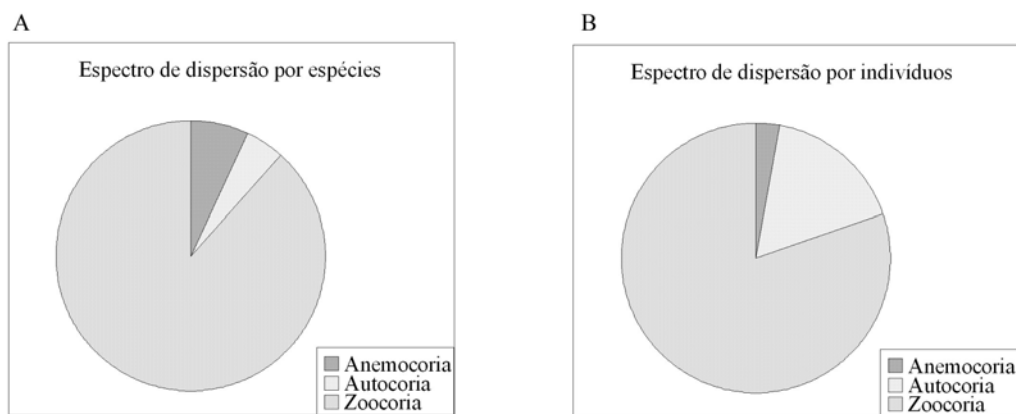 A
Espectro de dispersão por espécies
Anemocoria
Autocoria
Zoocoria
B
Espectro de dispersão por indivíduos
Anemocoria
Autocoria
Zoocoria